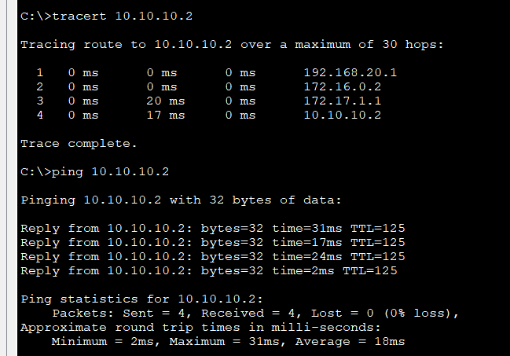 C:\>tracert 10.10.10.2
Tracing route to 10.10.10.2 over a maximum of 30 hops:
1 0 ms 0 ms 0 ms 192.168.20.1
2 0 ms 0 ms 0 ms 172.16.0.2
3 0 ms 20 ms 0 ms 172.17.1.1
4 0 ms 17 ms 0 ms 10.10.10.2
Trace complete.
C:\>ping 10.10.10.2
Pinging 10.10.10.2 with 32 bytes of data:
Reply from 10.10.10.2: bytes=32 time=31ms TTL=125
Reply from 10.10.10.2: bytes=32 time=17ms TTL=125
Reply from 10.10.10.2: bytes=32 time=24ms TTL=125
Reply from 10.10.10.2: bytes=32 time=2ms TTL=125
Ping statistics for 10.10.10.2:
Packets: Sent = 4, Received = 4, Lost = 0 (0% loss),
Approximate round trip times in milli-seconds:
Minimum = 2ms, Maximum = 31ms, Average = 18ms